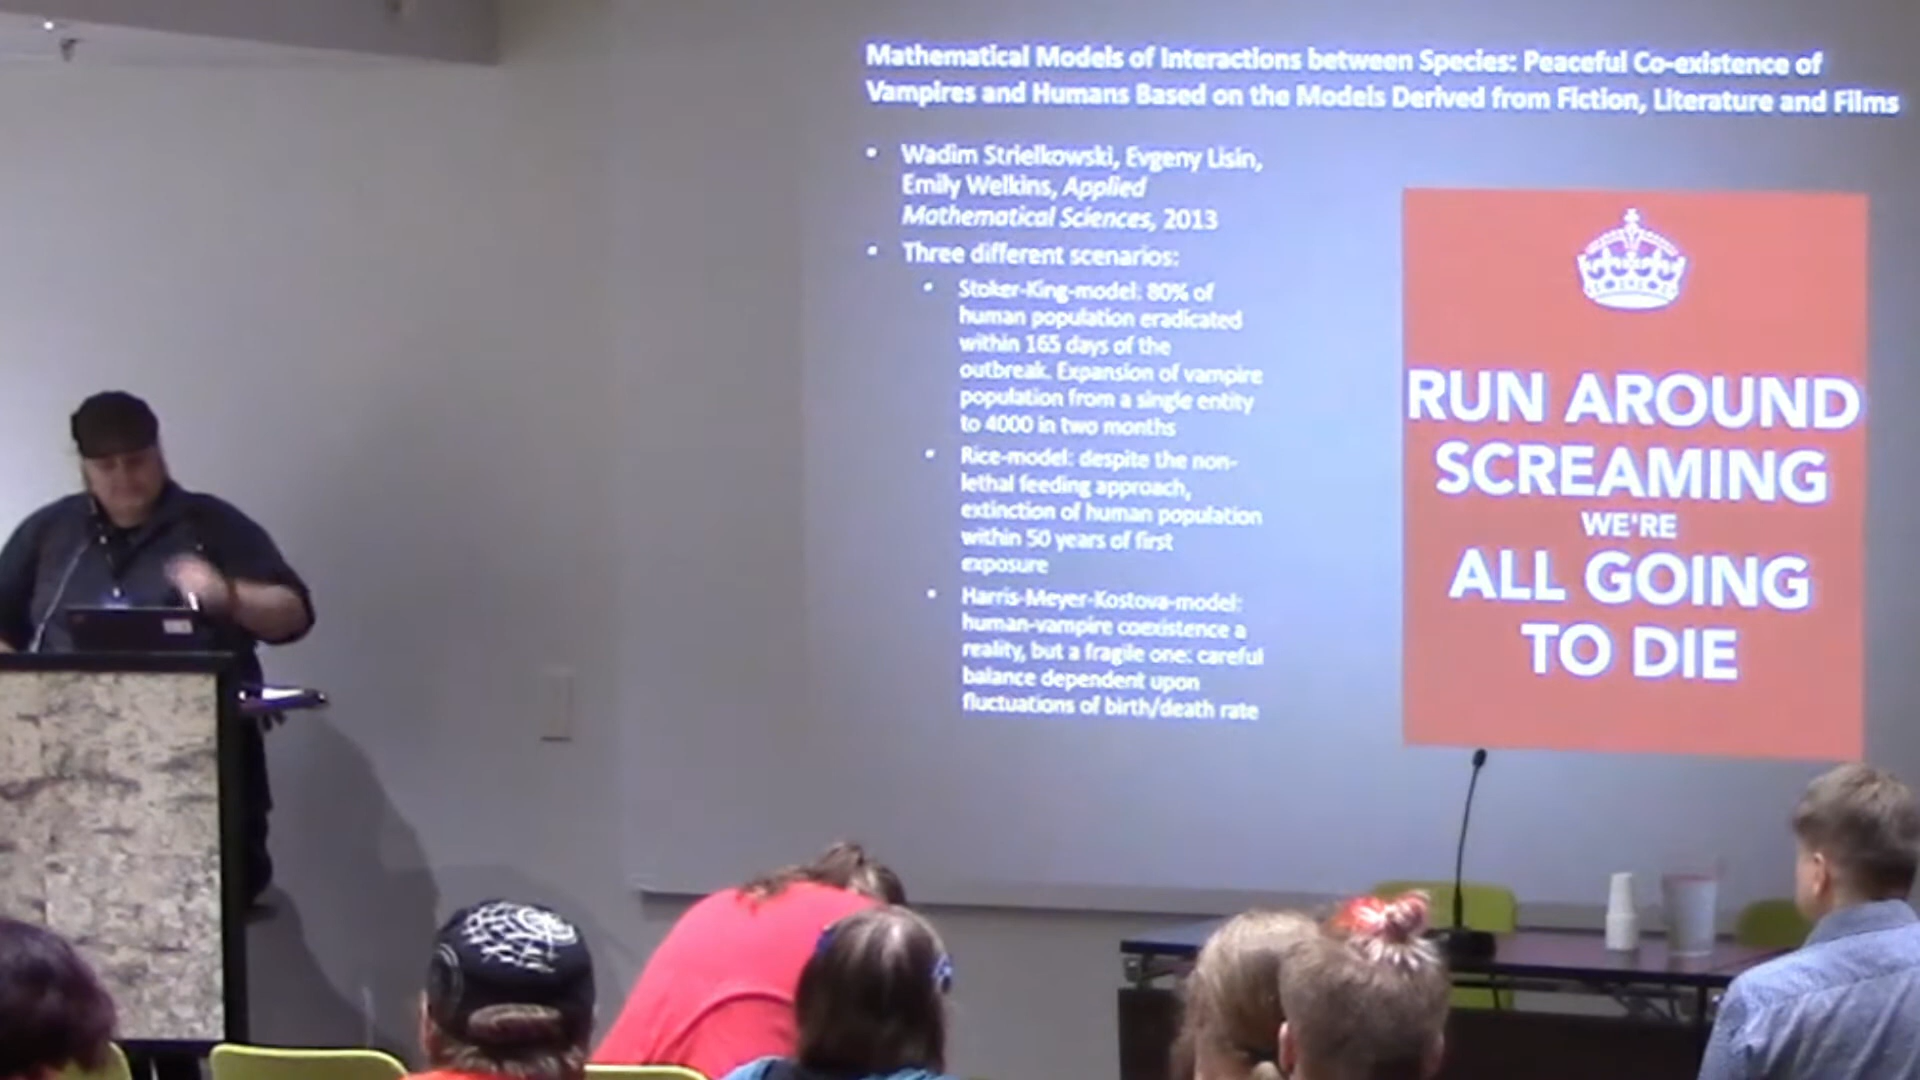 Mathematical Models of Interactions between Species: Peaceful Co-existence of
Vampires and Humans Based on the Models Derived from Fiction, Literature and Films
• Wadim Strielkowski, Evgeny Lisin,
Emily Welkins, Applied
Mathematical Sciences, 2013
• Three different scenarios:
• Stoker-King-model: 80% of
human population eradicated
within 165 days of the
outbreak. Expansion of vampire
population from a single entity
to 4000 in two months
• Rice-model: despite the non-
lethal feeding approach,
extinction of human population
within 50 years of first
exposure
• Harris-Meyer-Kostova-model:
human-vampire coexistence a
reality, but a fragile one: careful
balance dependent upon
fluctuations of birth/death rate
RUN AROUND
SCREAMING
WE'RE
ALL GOING
TO DIE